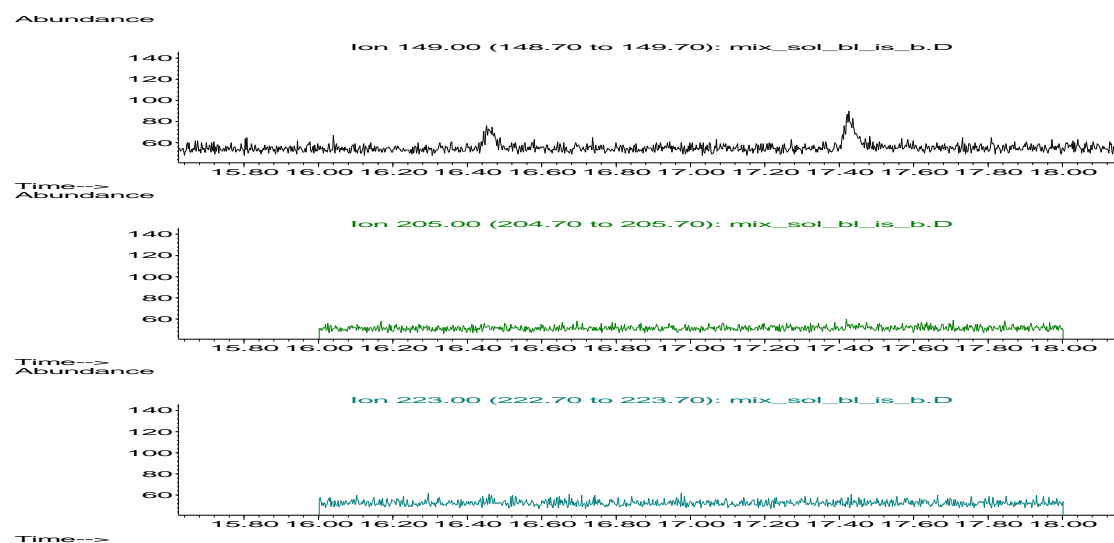 Abundance
Ion 149.00 (148.70 to 149.70): mix_sol_bl_is_b.D
140
120
100
80
60
15.80 16.00 16.20 16.40 16.60 16.80 17.00 17.20 17.40 17.60 17.80 18.00
Time-->
Abundance
Ion 205.00 (204.70 to 205.70): mix_sol_bl_is_b.D
140
120
100
80
60
15.80 16.00 16.20 16.40 16.60 16.80 17.00 17.20 17.40 17.60 17.80 18.00
Time-->
Abundance
Ion 223.00 (222.70 to 223.70): mix_sol_bl_is_b.D
140
120
100
80
60
15.80 16.00 16.20 16.40 16.60 16.80 17.00 17.20 17.40 17.60 17.80 18.00
Time-->